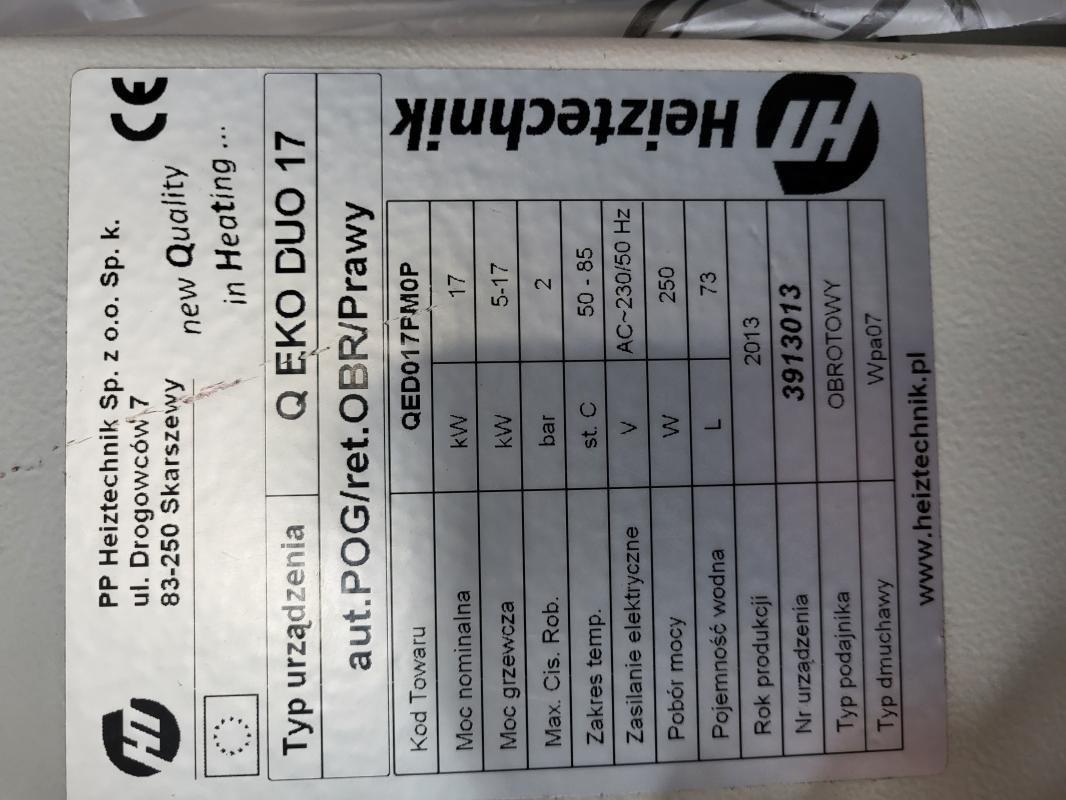 PP Heiztechnik Sp. z o.o. Sp. k.
ul. Drogowców 7
83-250 Skarszewy
new Quality
in Heating ...
CE
Typ urządzenia Q EKO DUO 17
aut.POG/ret.OBR/Prawy
Kod Towaru QED017PM0P
Moc nominalna kW 17
Moc grzewcza kW 5-17
Max. Cis. Rob. bar 2
Zakres temp. st. C 50 - 85
Zasilanie elektryczne V AC~230/50 Hz
Pobór mocy W 250
Pojemność wodna L 73
Rok produkcji 2013
Nr urządzenia 3913013
Typ podajnika OBROTOWY
Typ dmuchawy Wpa07
www.heiztechnik.pl
Heiztechnik